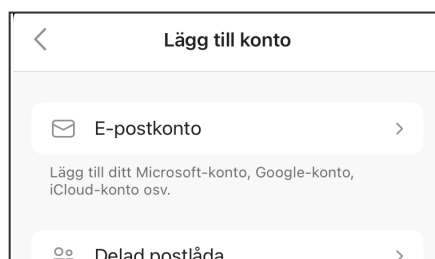 Lägg till konto
E-postkonto
Lägg till ditt Microsoft-konto, Google-konto,
iCloud-konto osv.
Delad postlåda